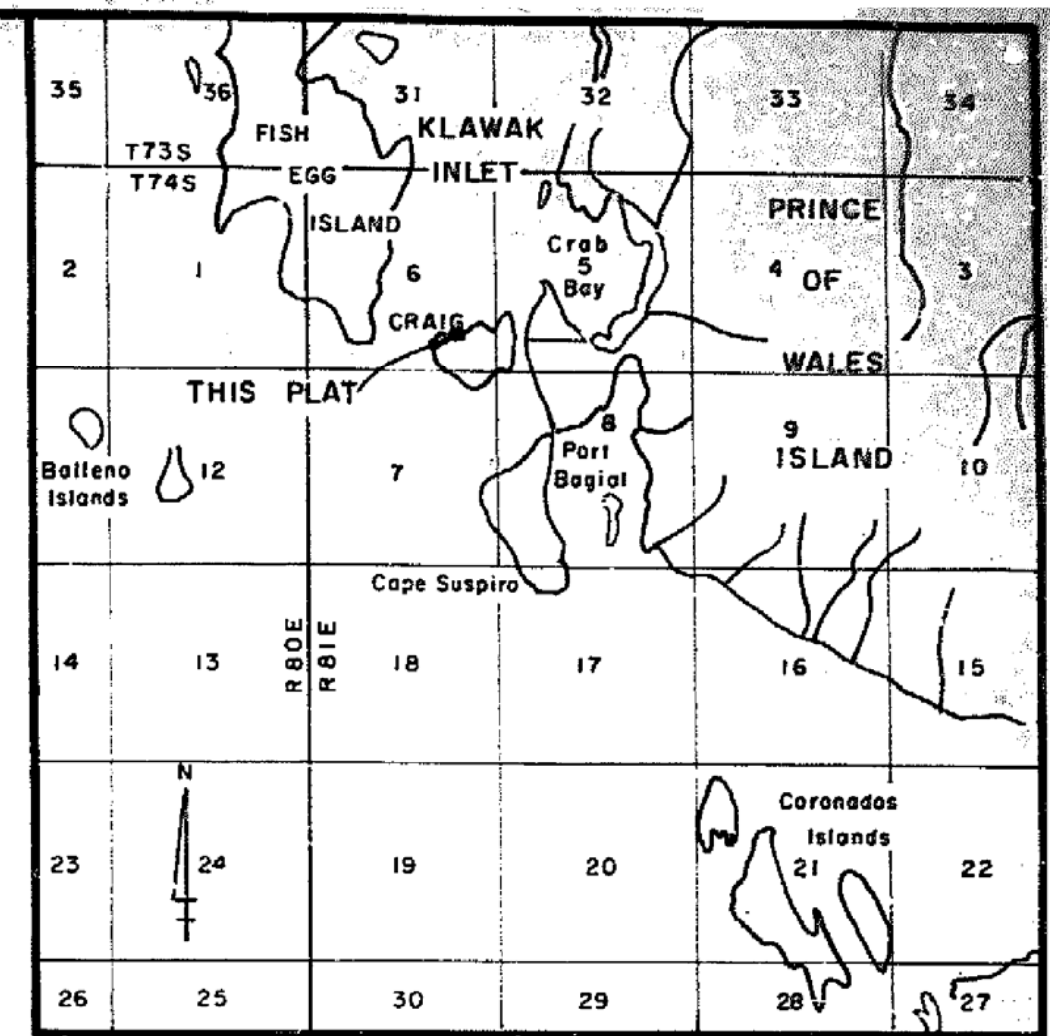 35
36
31
32
33
34
FISH
KLAWAK
T73S
T74S
EGG
INLET
PRINCE
ISLAND
Crab
2
1
6
5
4
OF
3
Bay
CRAIG
WALES
THIS PLAT
8
9
Balleno
12
7
Port
ISLAND
10
Islands
Bagial
Cape Suspiro
R80E
R81E
14
13
18
17
16
15
N
Coronados
Islands
23
24
19
20
21
22
26
25
30
29
28
27